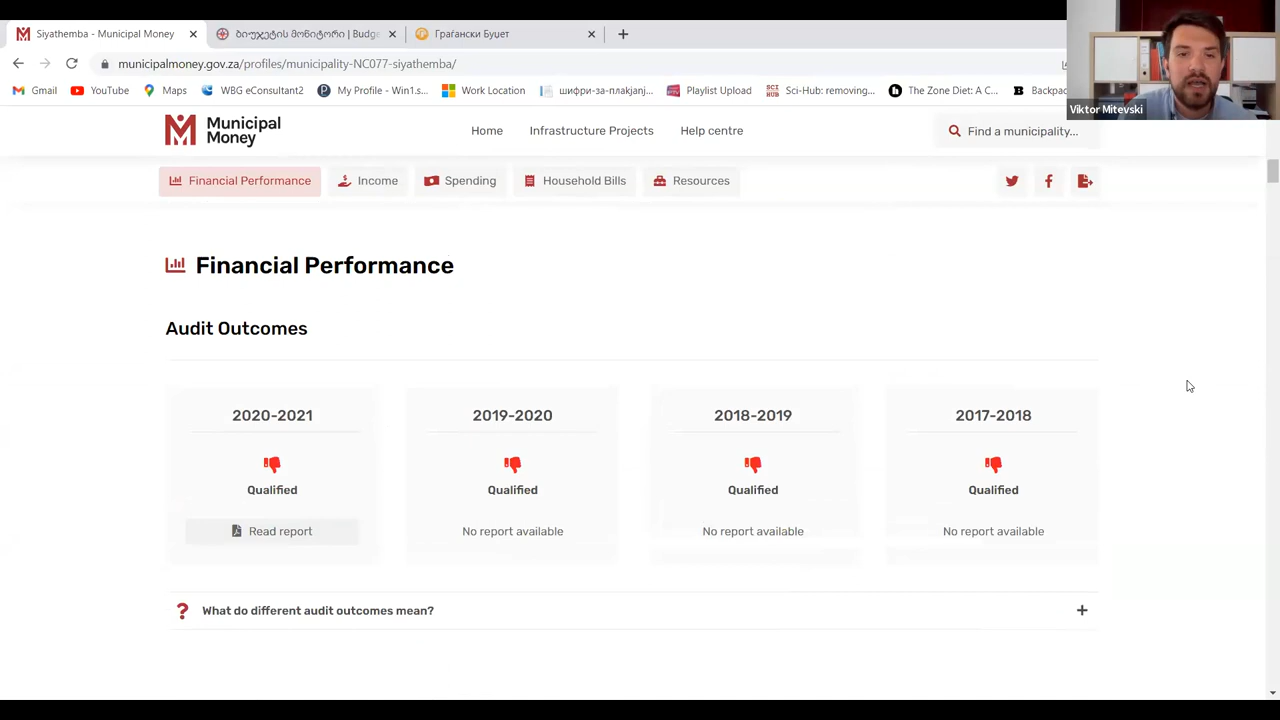 Siyathemba - Municipal Money
ბიუჯეტის მონიტორი | Budge
Граѓански Буџет
municipalmoney.gov.za/profiles/municipality-NC077-siyathemba/
Gmail
YouTube
Maps
WBG eConsultant2
My Profile - Win1.s...
Work Location
шифри-за-плакјanj...
Playlist Upload
Sci-Hub: removing...
The Zone Diet: A C...
Backpac
Viktor Mitevski
Municipal
Money
Home
Infrastructure Projects
Help centre
Find a municipality...
Financial Performance
Income
Spending
Household Bills
Resources
Financial Performance
Audit Outcomes
2020-2021
2019-2020
2018-2019
2017-2018
Qualified
Qualified
Qualified
Qualified
Read report
No report available
No report available
No report available
What do different audit outcomes mean?